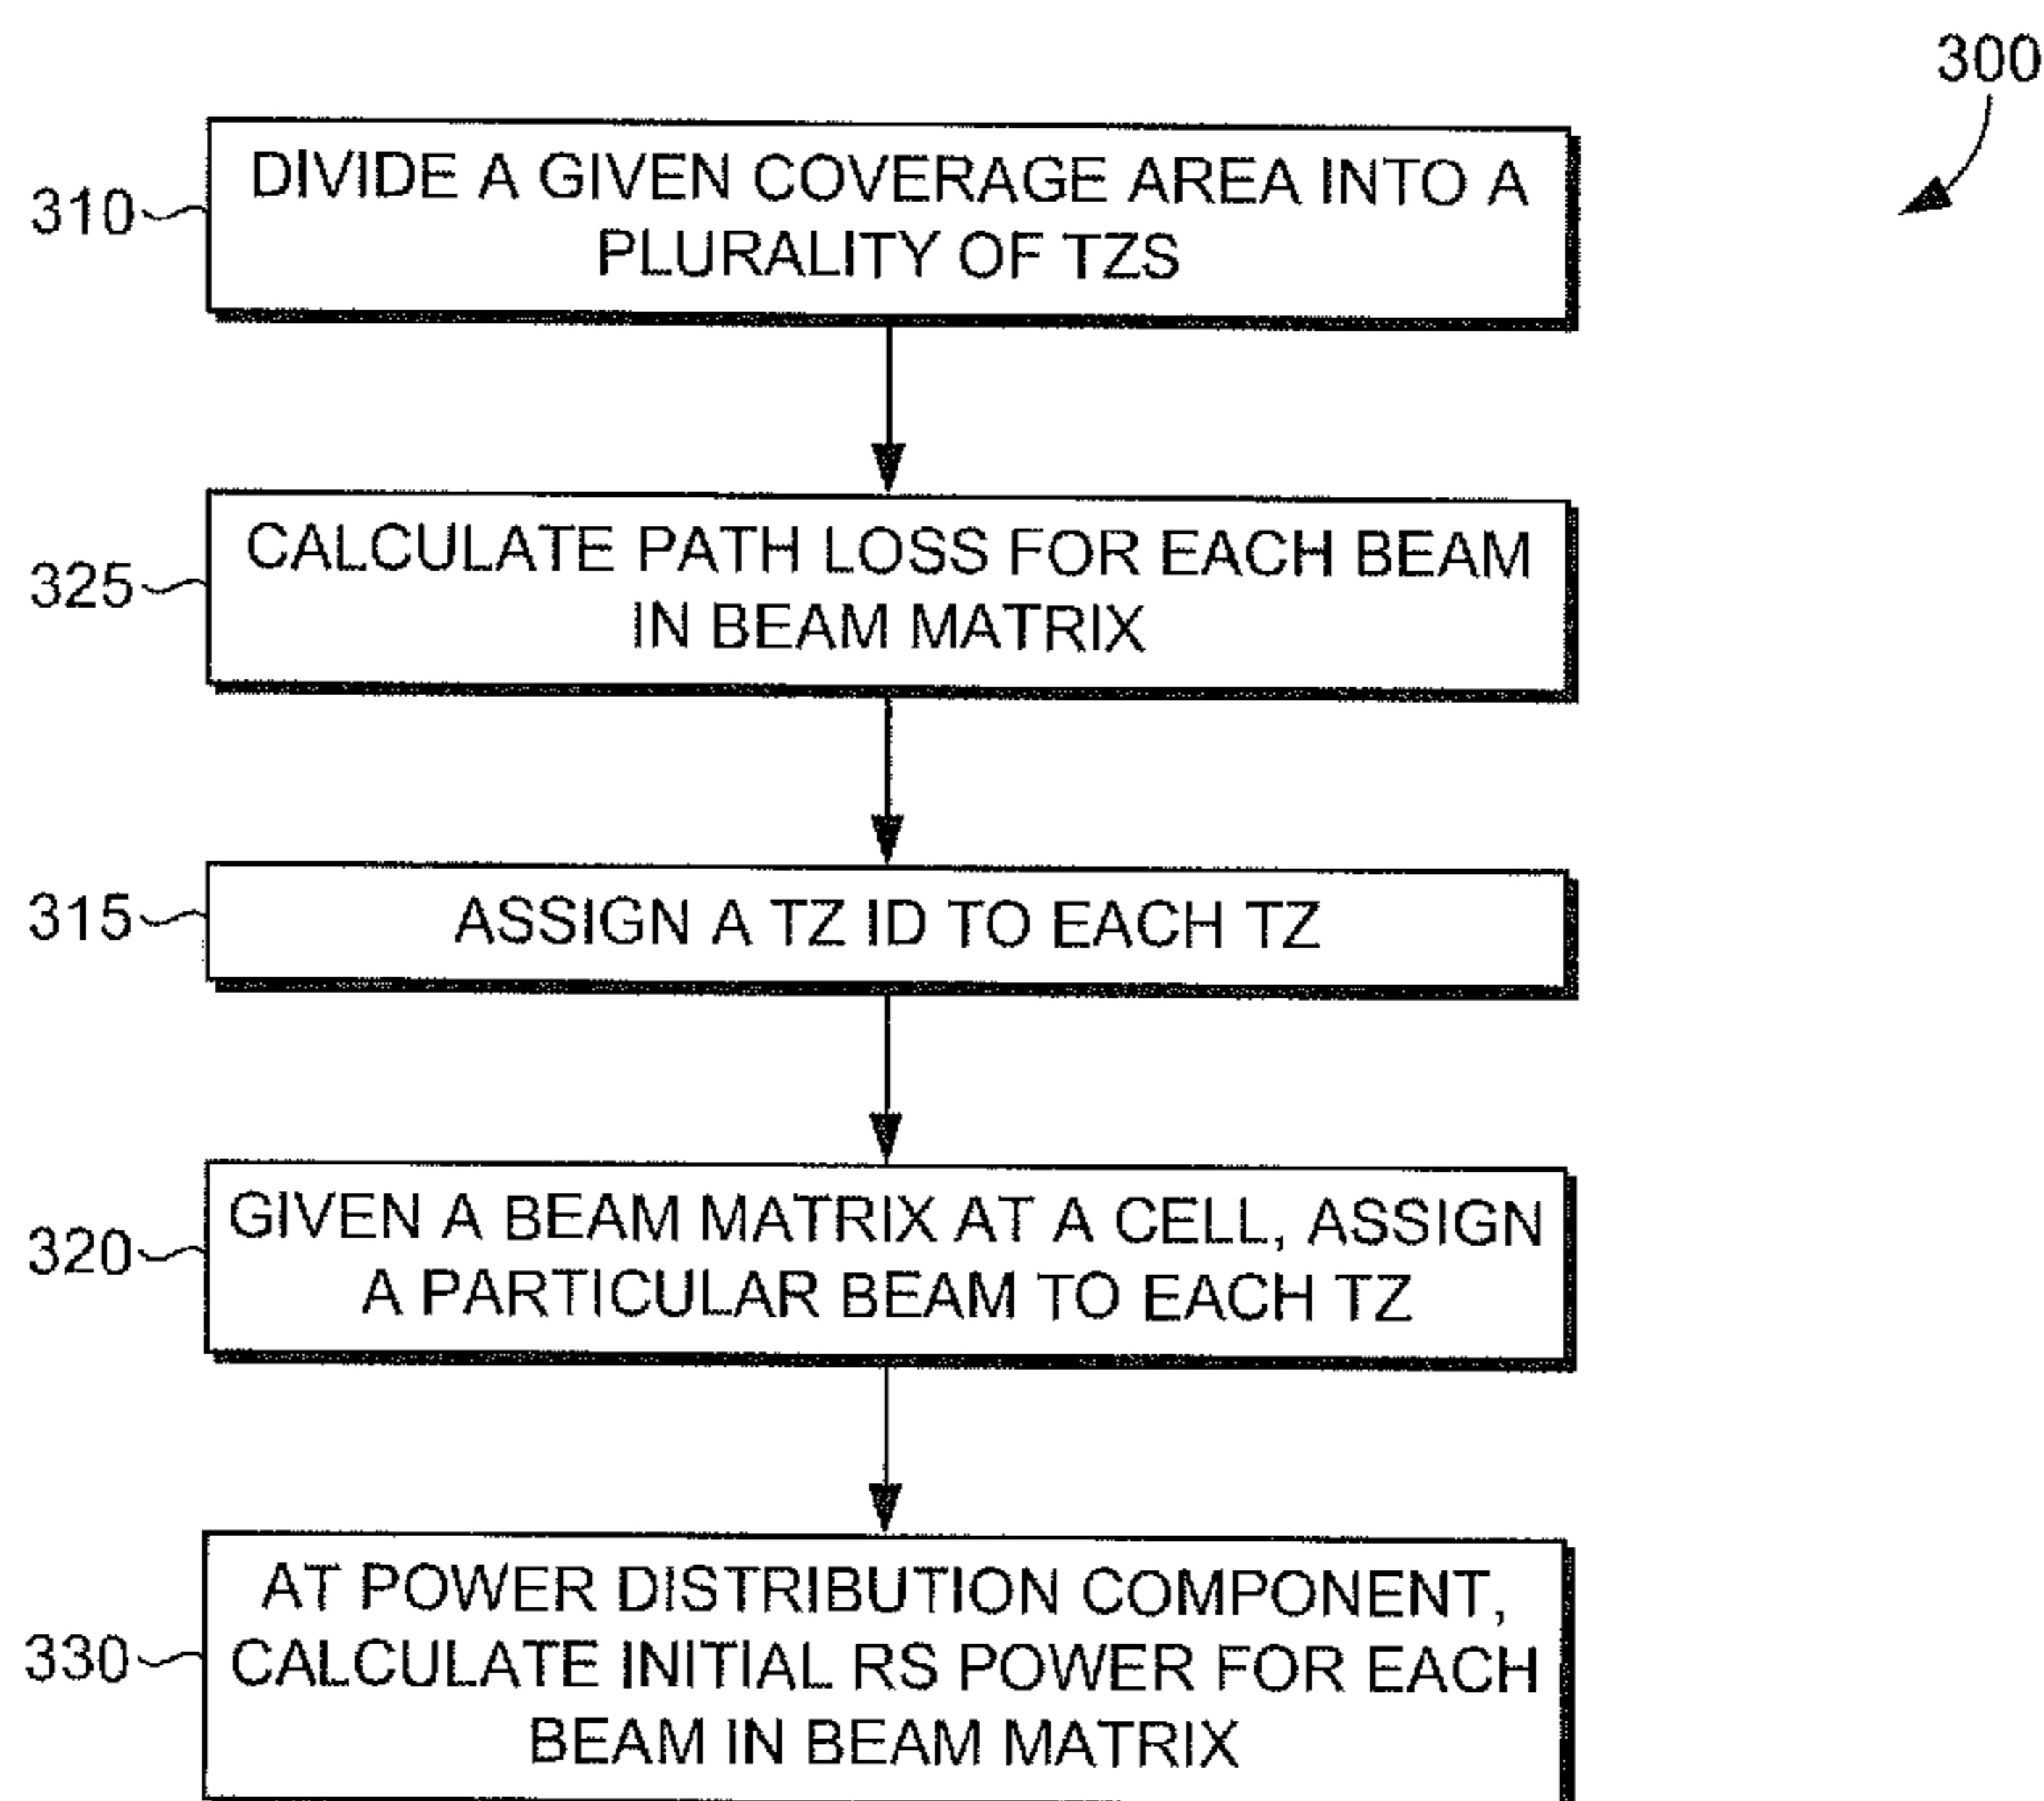 300
310
DIVIDE A GIVEN COVERAGE AREA INTO A
PLURALITY OF TZS
325
CALCULATE PATH LOSS FOR EACH BEAM
IN BEAM MATRIX
315
ASSIGN A TZ ID TO EACH TZ
320
GIVEN A BEAM MATRIX AT A CELL, ASSIGN
A PARTICULAR BEAM TO EACH TZ
330
AT POWER DISTRIBUTION COMPONENT,
CALCULATE INITIAL RS POWER FOR EACH
BEAM IN BEAM MATRIX